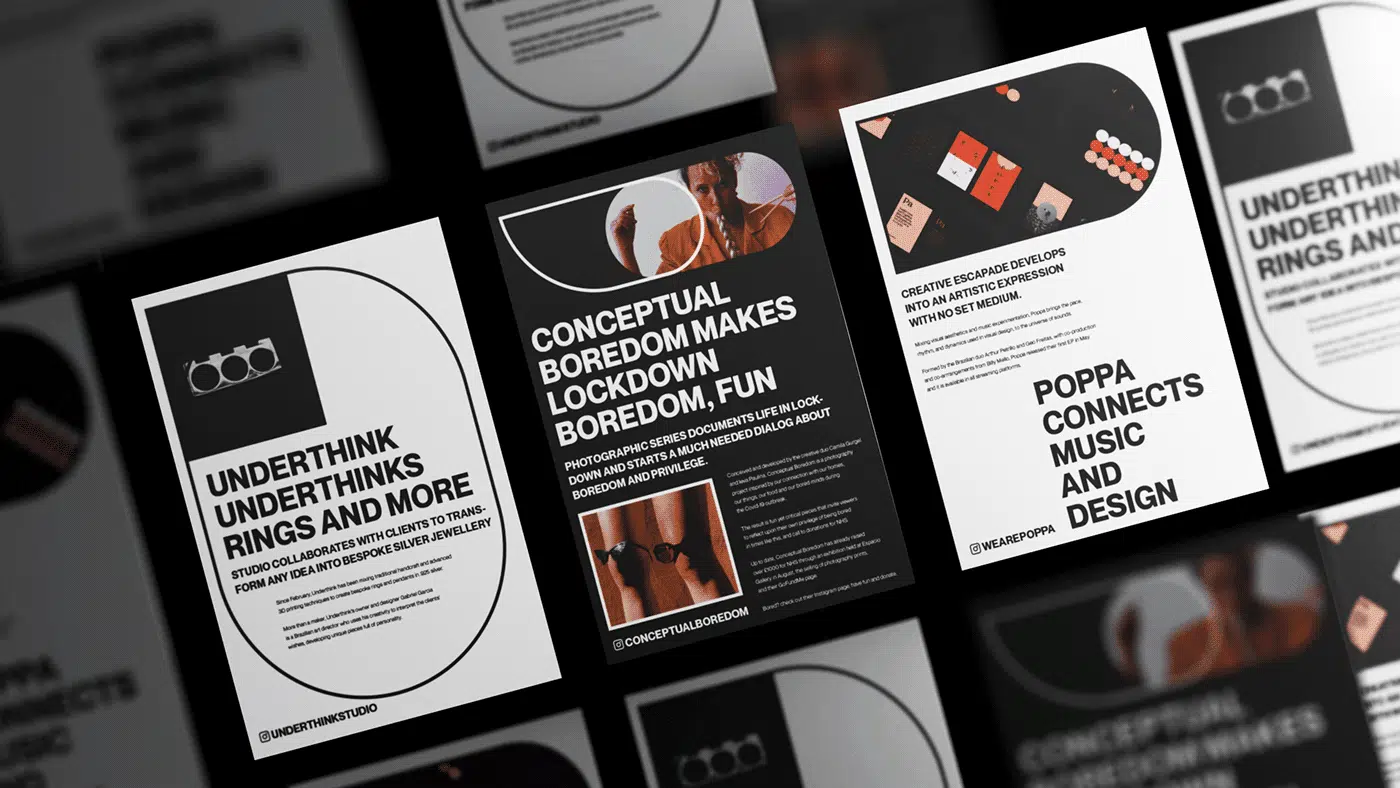 POPPA
CONNECTS
MUSIC
AND
@UNDERTHINKSTUDIO
UNDERTHINK
UNDERTHINKS
RINGS AND MORE
STUDIO COLLABORATES WITH CLIENTS TO TRANS-
FORM ANY IDEA INTO BESPOKE SILVER JEWELLERY
Since February, Underthink has been mixing traditional handcraft and advanced
3D printing techniques to create bespoke rings and pendants in 925 silver.
More than a maker, Underthink's owner and designer Gabriel Garcia
is a Brazilian art director who uses his creativity to interpret the clients'
wishes, developing unique pieces full of personality.
UNDERTHINKSTUDIO
CONCEPTUAL
BOREDOM MAKES
LOCKDOWN
BOREDOM, FUN
PHOTOGRAPHIC SERIES DOCUMENTS LIFE IN LOCK-
DOWN AND STARTS A MUCH NEEDED DIALOG ABOUT
BOREDOM AND PRIVILEGE.
Conceived and developed by the creative duo Camila Gurgel
and Ieva Paulina, Conceptual Boredom is a photography
project inspired by our connection with our homes,
our things, our food and our bored minds during
the Covid-19 outbreak.
The result is fun yet critical pieces that invite viewers
to reflect upon their own privilege of being bored
in times like this, and call to donations for NHS.
Up to date, Conceptual Boredom has already raised
over £1000 for NHS through an exhibition held at Espacio
Gallery in August, the selling of photography prints,
and their GoFundMe page.
Bored? check out their Instagram page, have fun and donate.
CONCEPTUALBOREDOM
Pa
CREATIVE ESCAPADE DEVELOPS
INTO AN ARTISTIC EXPRESSION
WITH NO SET MEDIUM.
Mixing visual aesthetics and music experimentation, Poppa brings the pace,
rhythm, and dynamics used in visual design, to the universe of sounds.
Formed by the Brazilian duo Arthur Petrillo and Geo Freitas, with co-production
and co-arrangements from Billy Mello, Poppa released their first EP in May
and it is available in all streaming platforms.
POPPA
CONNECTS
MUSIC
AND
DESIGN
WEAREPOPPA
UNDERTHIN
UNDERTHIN
RINGS AND
STUDIO COLLABORATES
FORM ANY IDEA INTO
PPA
NNECTS
USIC
CONCEPTUAL
BOREDOM MAKES